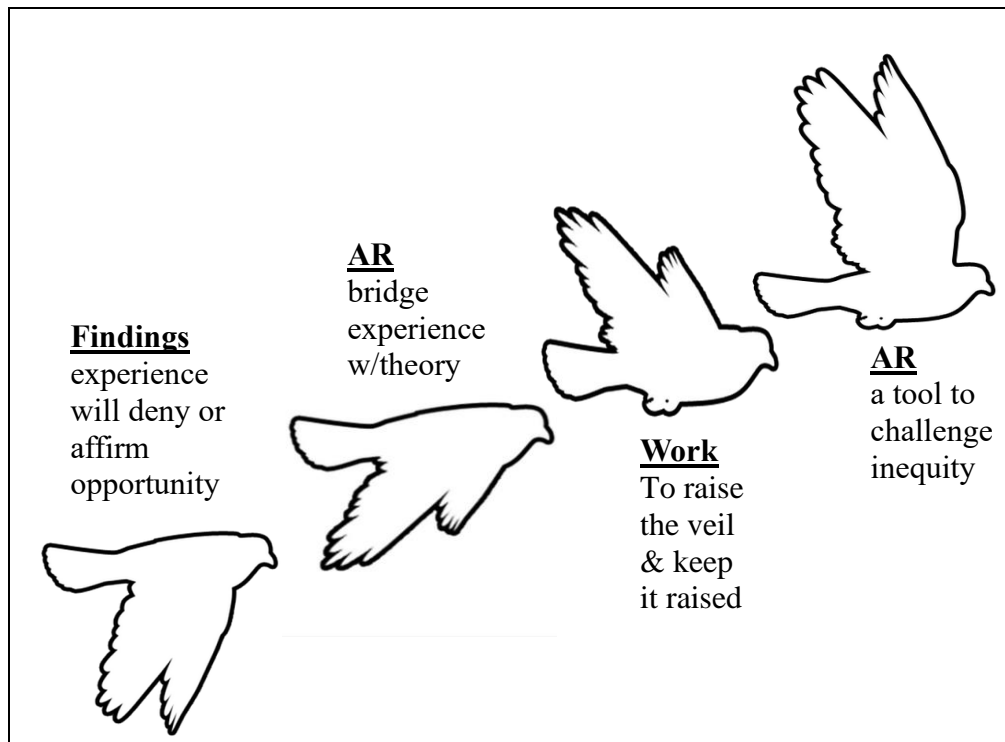 Findings
experience
will deny or
affirm
opportunity
AR
bridge
experience
w/theory
Work
To raise
the veil
& keep
it raised
AR
a tool to
challenge
inequity